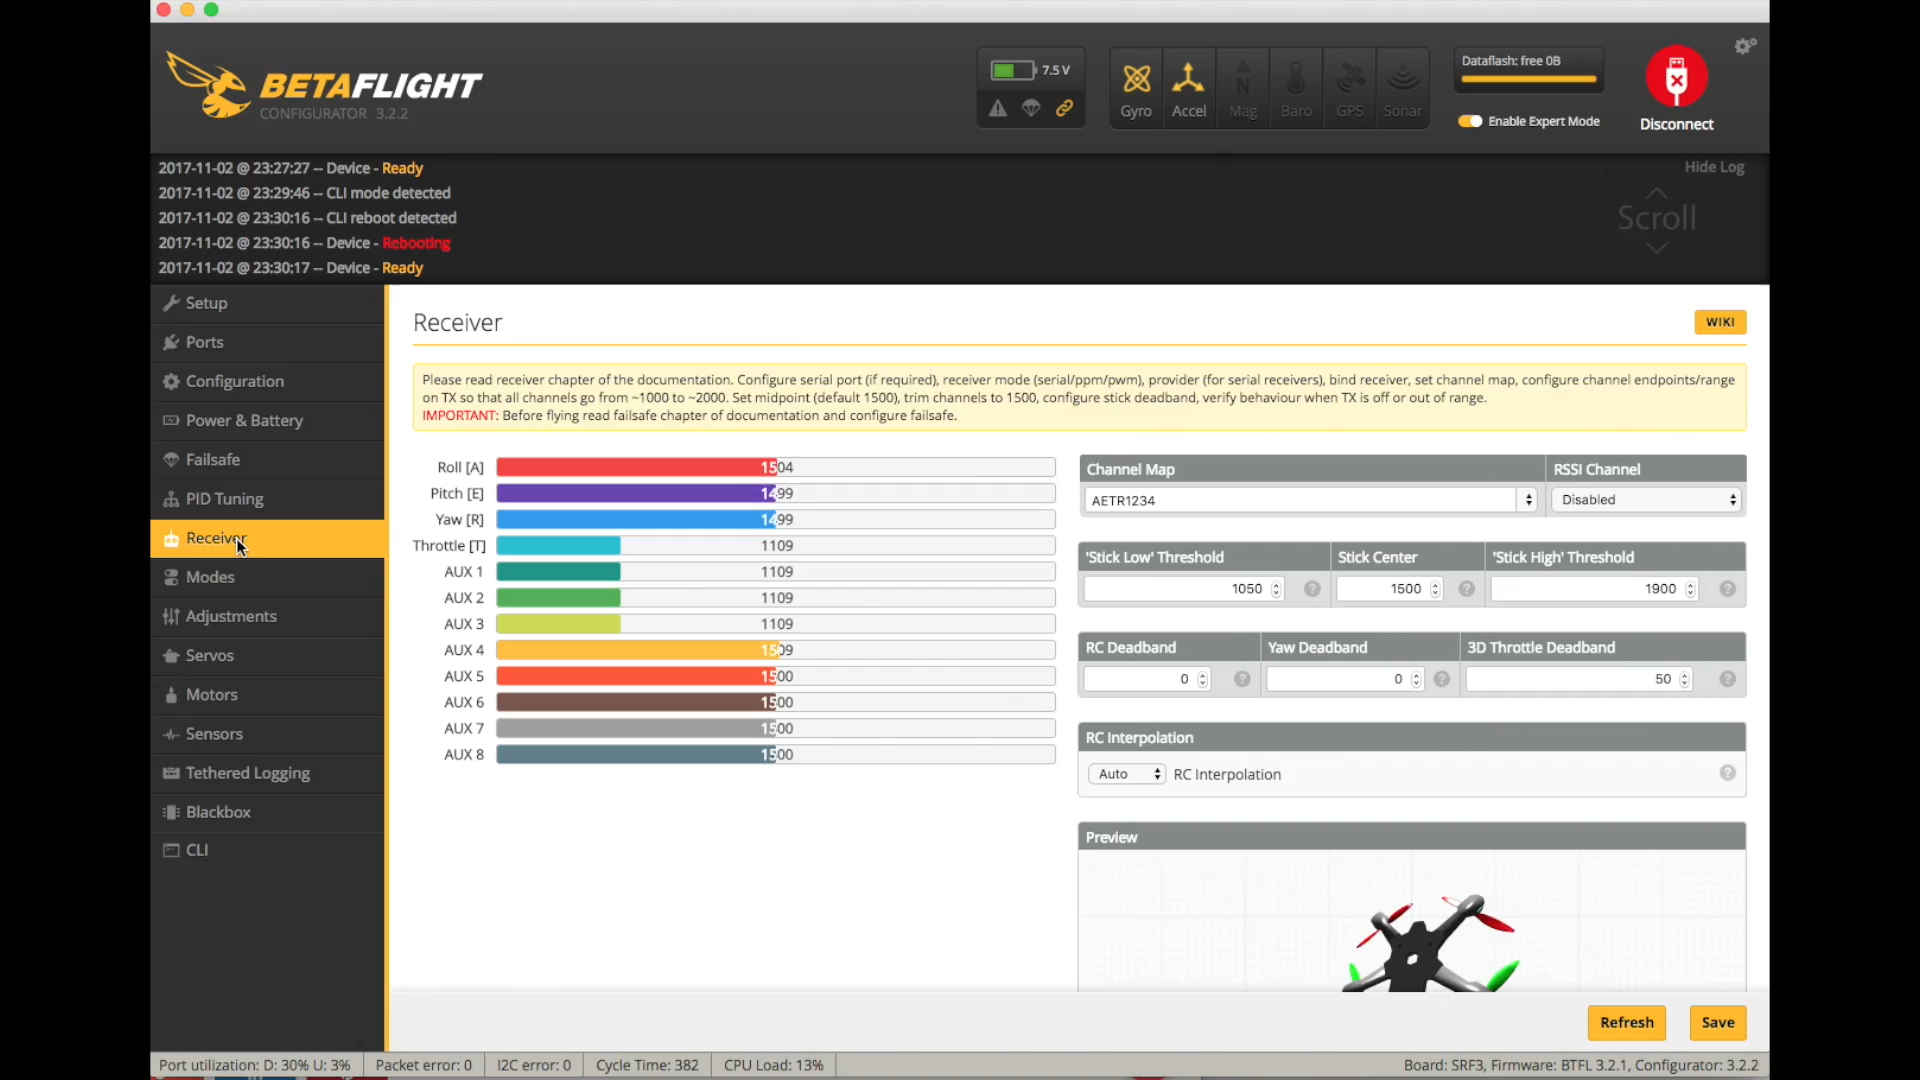 BETAFLIGHT
CONFIGURATOR 3.2.2
7.5 V
Gyro
Accel
Mag
Baro
GPS
Sonar
Dataflash: free 0B
Enable Expert Mode
Disconnect
2017-11-02 @ 23:27:27 -- Device - Ready
2017-11-02 @ 23:29:46 -- CLI mode detected
2017-11-02 @ 23:30:16 -- CLI reboot detected
2017-11-02 @ 23:30:16 -- Device - Rebooting
2017-11-02 @ 23:30:17 -- Device - Ready
Hide Log
Scroll
Setup
Ports
Configuration
Power & Battery
Failsafe
PID Tuning
Receiver
Modes
Adjustments
Servos
Motors
Sensors
Tethered Logging
Blackbox
CLI
Receiver
WIKI
Please read receiver chapter of the documentation. Configure serial port (if required), receiver mode (serial/ppm/pwm), provider (for serial receivers), bind receiver, set channel map, configure channel endpoints/range
on TX so that all channels go from ~1000 to ~2000. Set midpoint (default 1500), trim channels to 1500, configure stick deadband, verify behaviour when TX is off or out of range.
IMPORTANT: Before flying read failsafe chapter of documentation and configure failsafe.
Roll [A] 1504
Pitch [E] 1499
Yaw [R] 1499
Throttle [T] 1109
AUX 1 1109
AUX 2 1109
AUX 3 1109
AUX 4 1509
AUX 5 1500
AUX 6 1500
AUX 7 1500
AUX 8 1500
Channel Map RSSI Channel
AETR1234 Disabled
'Stick Low' Threshold Stick Center 'Stick High' Threshold
1050 ? 1500 ? 1900 ?
RC Deadband Yaw Deadband 3D Throttle Deadband
0 ? 0 ? 50 ?
RC Interpolation
Auto RC Interpolation ?
Preview
Refresh Save
Port utilization: D: 30% U: 3% Packet error: 0 I2C error: 0 Cycle Time: 382 CPU Load: 13% Board: SRF3, Firmware: BTFL 3.2.1, Configurator: 3.2.2